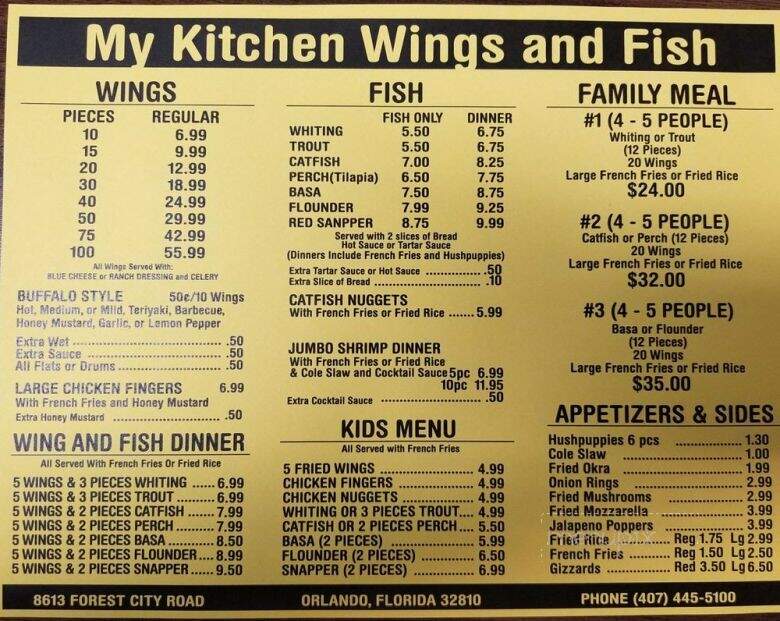 My Kitchen Wings and Fish
WINGS
PIECES REGULAR
10 6.99
15 9.99
20 12.99
30 18.99
40 24.99
50 29.99
75 42.99
100 55.99
All Wings Served With:
BLUE CHEESE or RANCH DRESSING and CELERY
BUFFALO STYLE 50¢/10 Wings
Hot, Medium, or Mild, Teriyaki, Barbecue,
Honey Mustard, Garlic, or Lemon Pepper
Extra Wet .50
Extra Sauce .50
All Flats or Drums .50
LARGE CHICKEN FINGERS 6.99
With French Fries and Honey Mustard
Extra Honey Mustard .50
WING AND FISH DINNER
All Served With French Fries Or Fried Rice
5 WINGS & 3 PIECES WHITING ..... 6.99
5 WINGS & 3 PIECES TROUT ..... 6.99
5 WINGS & 2 PIECES CATFISH ..... 7.99
5 WINGS & 2 PIECES PERCH ..... 7.99
5 WINGS & 2 PIECES BASA ..... 8.50
5 WINGS & 2 PIECES FLOUNDER .... 8.99
5 WINGS & 2 PIECES SNAPPER ..... 9.50
FISH
FISH ONLY DINNER
WHITING 5.50 6.75
TROUT 5.50 6.75
CATFISH 7.00 8.25
PERCH(Tilapia) 6.50 7.75
BASA 7.50 8.75
FLOUNDER 7.99 9.25
RED SANPPER 8.75 9.99
Served with 2 slices of Bread
Hot Sauce or Tartar Sauce
(Dinners Include French Fries and Hushpuppies)
Extra Tartar Sauce or Hot Sauce .50
Extra Slice of Bread .10
CATFISH NUGGETS
With French Fries or Fried Rice ....... 5.99
JUMBO SHRIMP DINNER
With French Fries or Fried Rice
& Cole Slaw and Cocktail Sauce 5pc 6.99
10pc 11.95
Extra Cocktail Sauce .50
KIDS MENU
All Served with French Fries
5 FRIED WINGS 4.99
CHICKEN FINGERS 4.99
CHICKEN NUGGETS 4.99
WHITING OR 3 PIECES TROUT.... 4.99
CATFISH OR 2 PIECES PERCH .... 5.50
BASA (2 PIECES) 5.99
FLOUNDER (2 PIECES) 6.50
SNAPPER (2 PIECES) 6.99
FAMILY MEAL
#1 (4 - 5 PEOPLE)
Whiting or Trout
(12 Pieces)
20 Wings
Large French Fries or Fried Rice
$24.00
#2 (4 - 5 PEOPLE)
Catfish or Perch (12 Pieces)
20 Wings
Large French Fries or Fried Rice
$32.00
#3 (4 - 5 PEOPLE)
Basa or Flounder
(12 Pieces)
20 Wings
Large French Fries or Fried Rice
$35.00
APPETIZERS & SIDES
Hushpuppies 6 pcs 1.30
Cole Slaw 1.00
Fried Okra 1.99
Onion Rings 2.99
Fried Mushrooms 2.99
Fried Mozzarella 3.99
Jalapeno Poppers 3.99
Fried Rice Reg 1.75 Lg 2.99
French Fries Reg 1.50 Lg 2.50
Gizzards Red 3.50 Lg 6.50
8613 FOREST CITY ROAD ORLANDO, FLORIDA 32810 PHONE (407) 445-5100